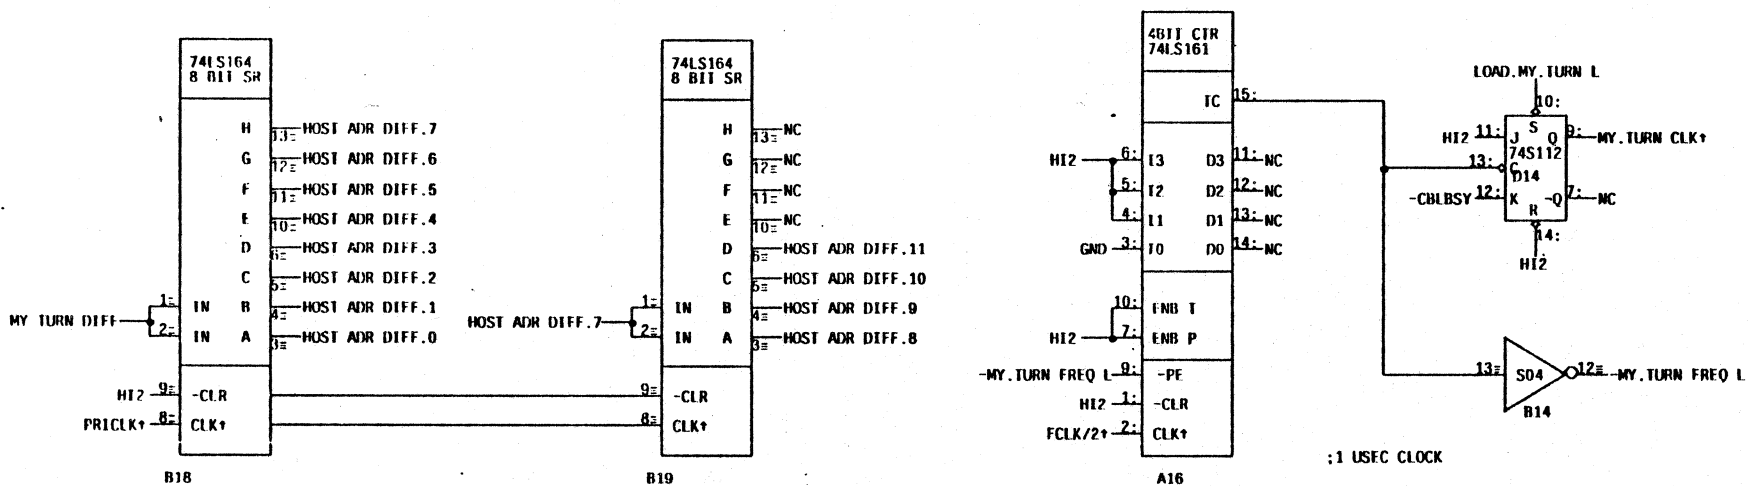 74LS164
8 BIT SR
H 13 HOST ADR DIFF.7
G 12 HOST ADR DIFF.6
F 11 HOST ADR DIFF.5
E 10 HOST ADR DIFF.4
D 6 HOST ADR DIFF.3
C 5 HOST ADR DIFF.2
1 IN B 4 HOST ADR DIFF.1
MY TURN DIFF
2 IN A 3 HOST ADR DIFF.0
HI2 9 -CLR
PRICLK↑ 8 CLK↑
B18
74LS164
8 BIT SR
H 13 NC
G 12 NC
F 11 NC
E 10 NC
D 6 HOST ADR DIFF.11
C 5 HOST ADR DIFF.10
1 IN B 4 HOST ADR DIFF.9
HOST ADR DIFF.7
2 IN A 3 HOST ADR DIFF.8
9 -CLR
8 CLK↑
B19
4BIT CTR
74LS161
TC 15:
HI2 6: I3 D3 11: NC
5: I2 D2 12: NC
4: I1 D1 13: NC
GND 3: I0 D0 14: NC
10: ENB T
HI2 7: ENB P
-MY.TURN FREQ L 9: -PE
HI2 1: -CLR
FCLK/2↑ 2: CLK↑
A16
LOAD.MY.TURN L
10:
S
HI2 11: J Q 9: MY.TURN CLK↑
74S112
13: C
D14
-CBLBSY 12: K -Q 7: NC
R
14:
HI2
13 S04 12 -MY.TURN FREQ L
B14
;1 USEC CLOCK